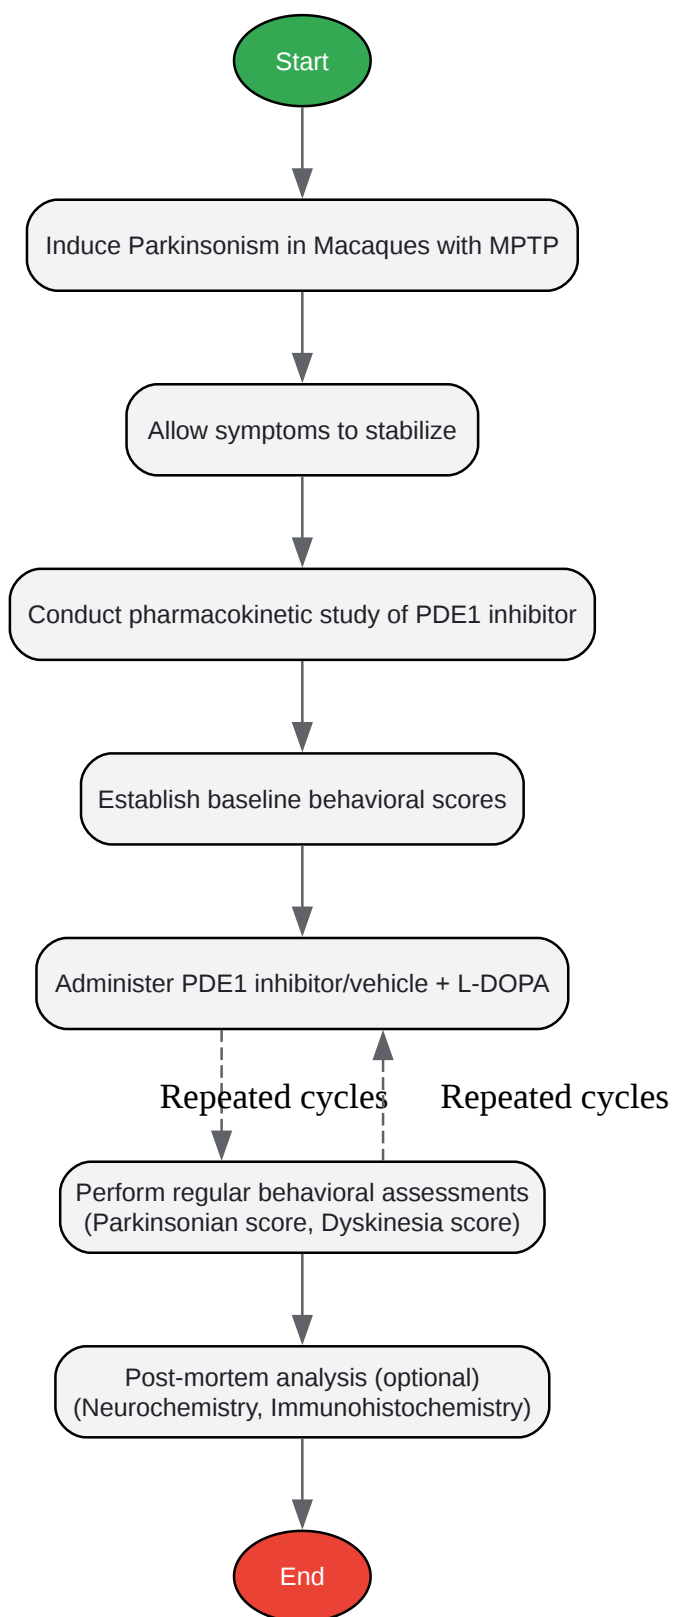 Start
Induce Parkinsonism in Macaques with MPTP
Allow symptoms to stabilize
Conduct pharmacokinetic study of PDE1 inhibitor
Establish baseline behavioral scores
Administer PDE1 inhibitor/vehicle + L-DOPA
Repeated cycles
Repeated cycles
Perform regular behavioral assessments
(Parkinsonian score, Dyskinesia score)
Post-mortem analysis (optional)
(Neurochemistry, Immunohistochemistry)
End